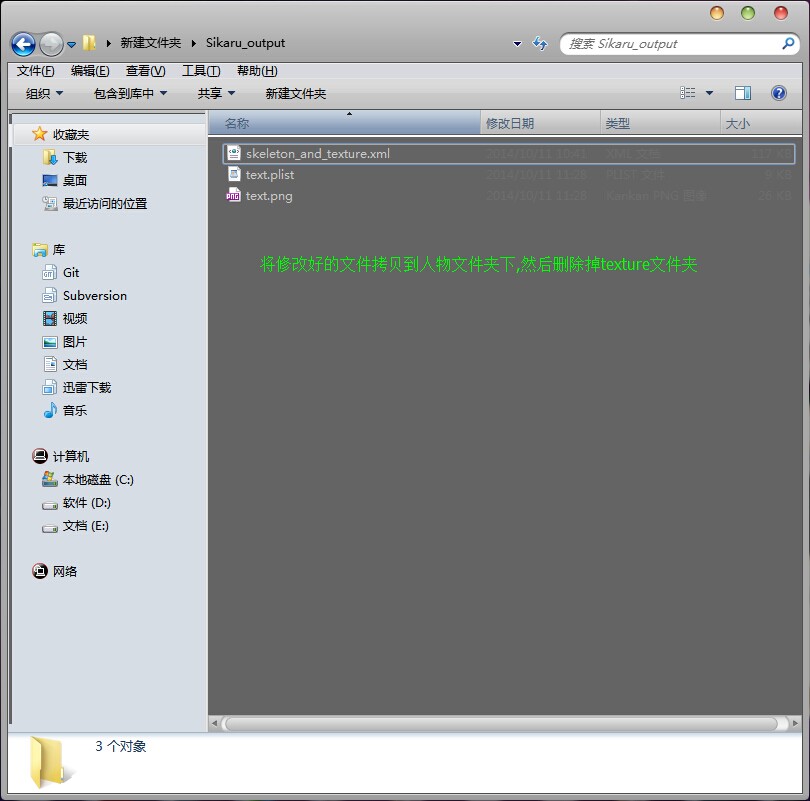 新建文件夹 Sikaru_output 搜索 Sikaru_output
文件(F) 编辑(E) 查看(V) 工具(T) 帮助(H)
组织 包含到库中 共享 新建文件夹
名称 修改日期 类型 大小
收藏夹
下载
桌面
最近访问的位置
库
Git
Subversion
视频
图片
文档
迅雷下载
音乐
计算机
本地磁盘 (C:)
软件 (D:)
文档 (E:)
网络
skeleton_and_texture.xml 2014/10/11 10:41 XML 文档
text.plist 2014/10/11 11:28 PLIST 文件
text.png 2014/10/11 11:28 Kankan PNG 图像 26 KB
将修改好的文件拷贝到人物文件夹下,然后删除掉texture文件夹
3 个对象